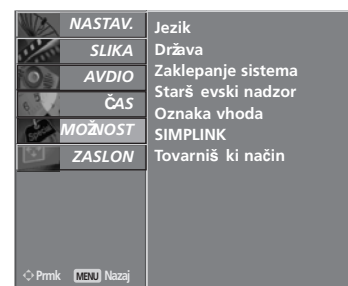 NASTAV.
SLIKA
AVDIO
ČAS
MOŽNOST
ZASLON
Jezik
Država
Zaklepanje sistema
Starš evski nadzor
Oznaka vhoda
SIMPLINK
Tovarniš ki način
Prmk MENU Nazaj